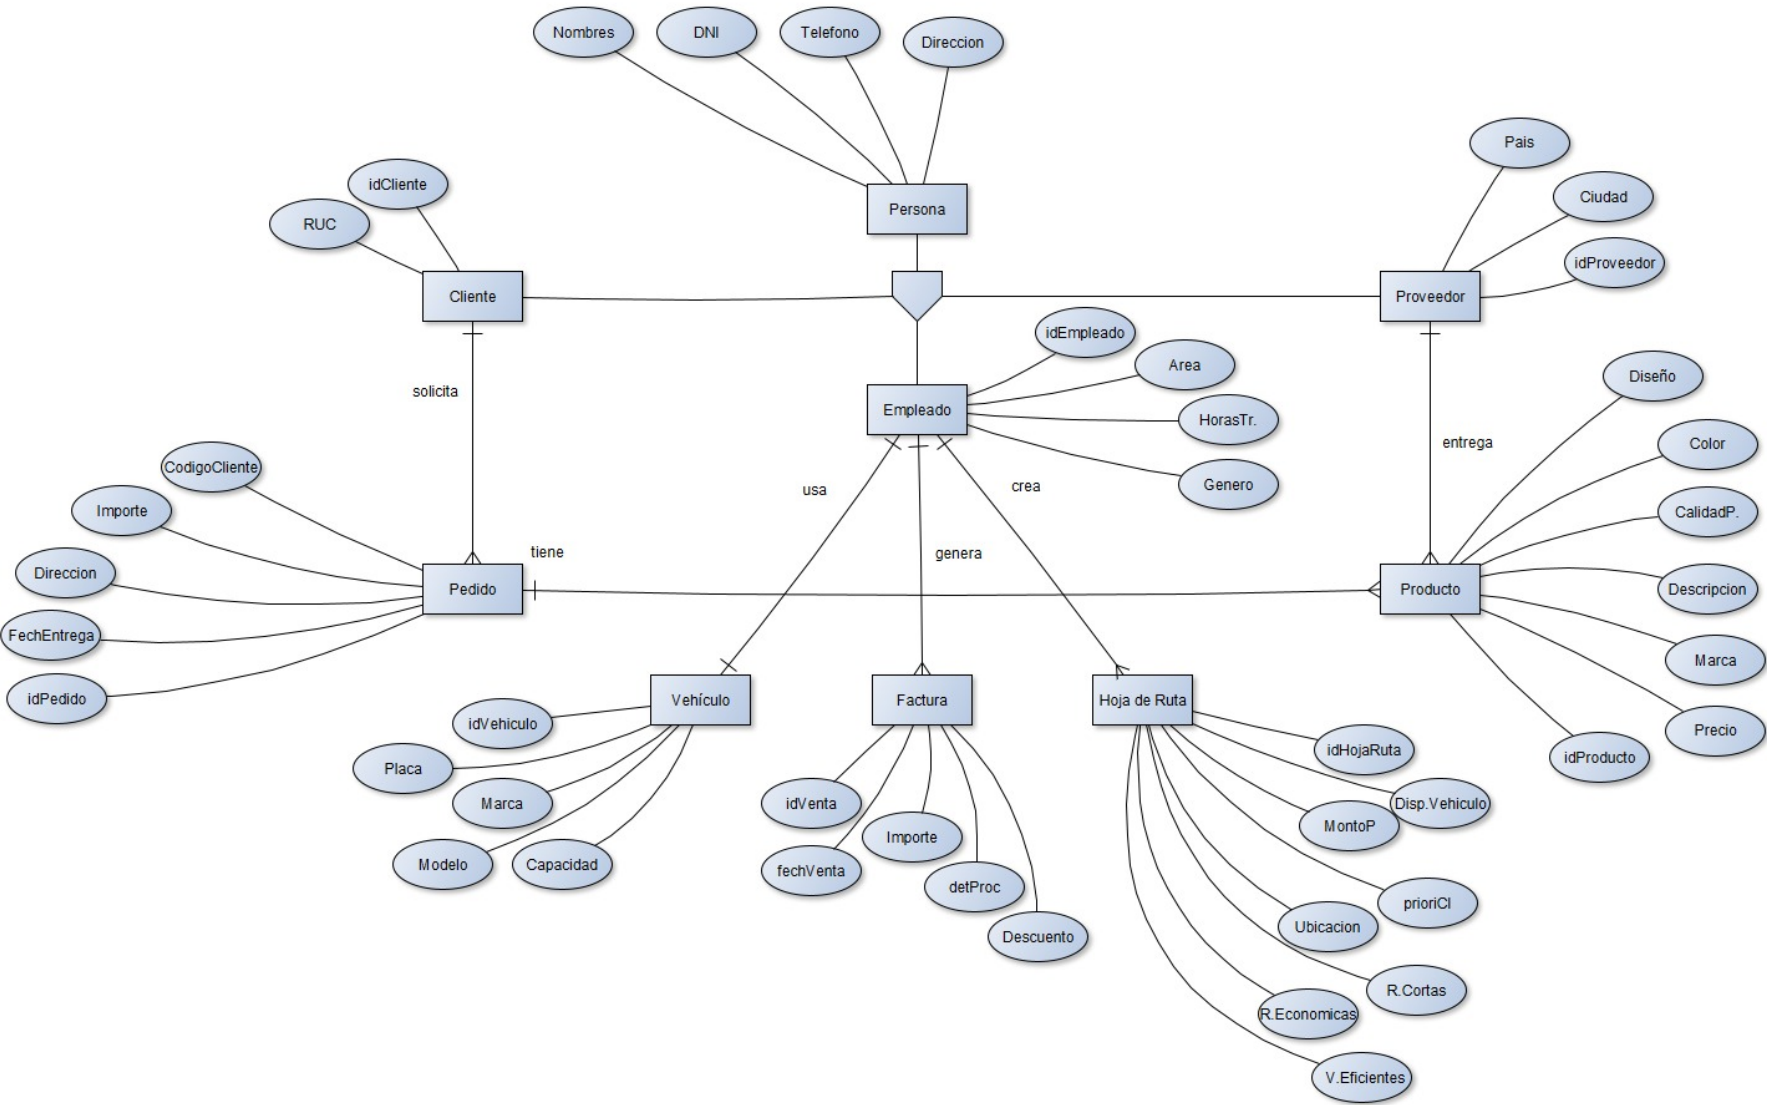 Nombres
DNI
Telefono
Direccion
Pais
Ciudad
idProveedor
idCliente
RUC
Persona
Cliente
Proveedor
idEmpleado
Area
HorasTr.
Genero
Empleado
solicita
entrega
usa
crea
genera
tiene
Diseño
Color
CalidadP.
Descripcion
Marca
Precio
idProducto
CodigoCliente
Importe
Direccion
FechEntrega
idPedido
Pedido
Producto
Vehículo
Factura
Hoja de Ruta
idVehiculo
Placa
Marca
Modelo
Capacidad
idVenta
fechVenta
Importe
detProc
Descuento
idHojaRuta
Disp.Vehiculo
MontoP
prioriCl
Ubicacion
R.Cortas
R.Economicas
V.Eficientes